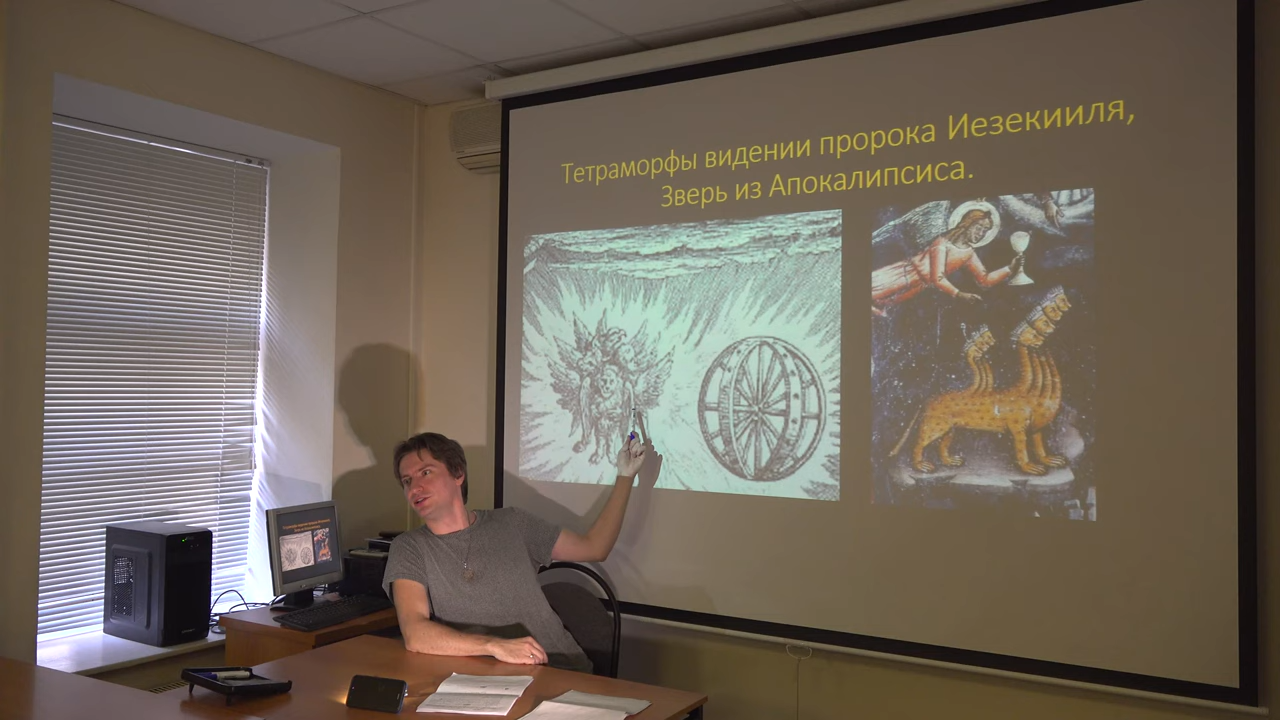 Тетраморфы видении пророка Иезекииля,
Зверь из Апокалипсиса.